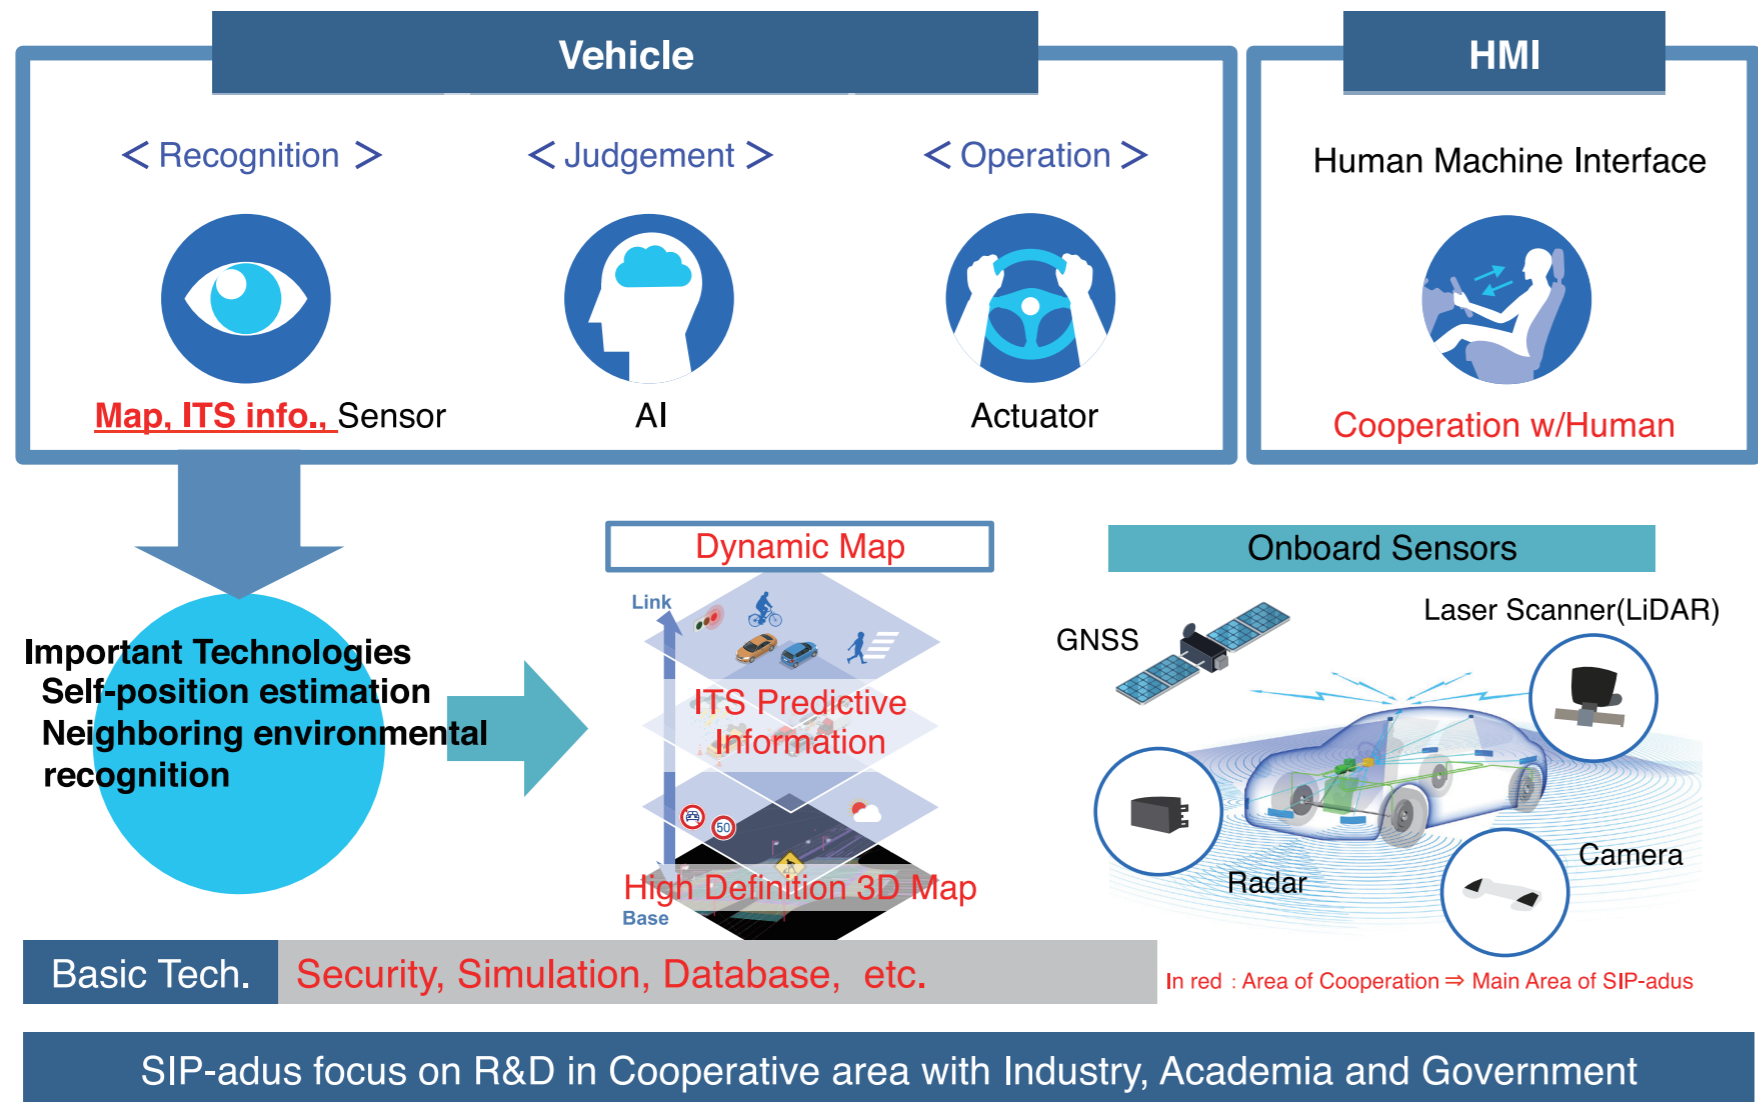 Vehicle
HMI
< Recognition >
< Judgement >
< Operation >
Human Machine Interface
Map, ITS info., Sensor
AI
Actuator
Cooperation w/Human
Important Technologies
Self-position estimation
Neighboring environmental
recognition
Dynamic Map
Link
ITS Predictive
Information
50
High Definition 3D Map
Base
Onboard Sensors
GNSS
Laser Scanner(LiDAR)
Radar
Camera
Basic Tech.
Security, Simulation, Database, etc.
In red : Area of Cooperation ⇒ Main Area of SIP-adus
SIP-adus focus on R&D in Cooperative area with Industry, Academia and Government